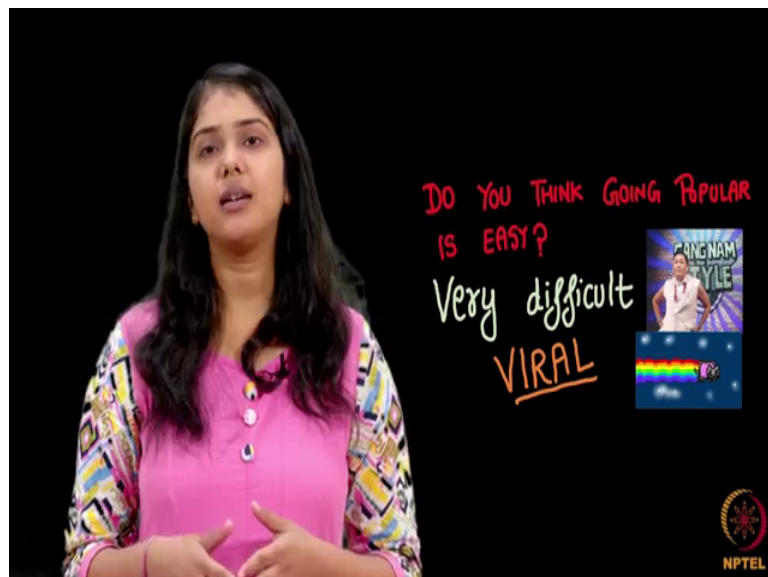 DO YOU THINK GOING POPULAR
IS EASY?
Very difficult
VIRAL
GANGNAM
STYLE
NPTEL